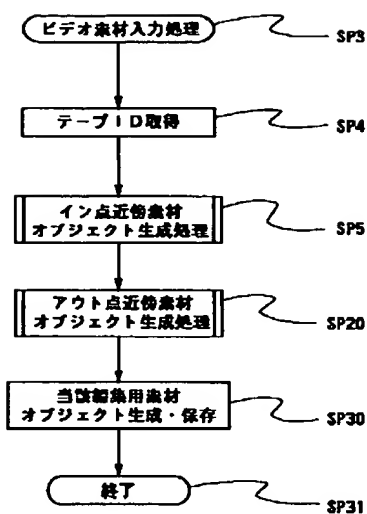 ビデオ素材入力処理
SP3
テープID取得
SP4
イン点近傍素材
オブジェクト生成処理
SP5
アウト点近傍素材
オブジェクト生成処理
SP20
当該編集用素材
オブジェクト生成・保存
SP30
終了
SP31